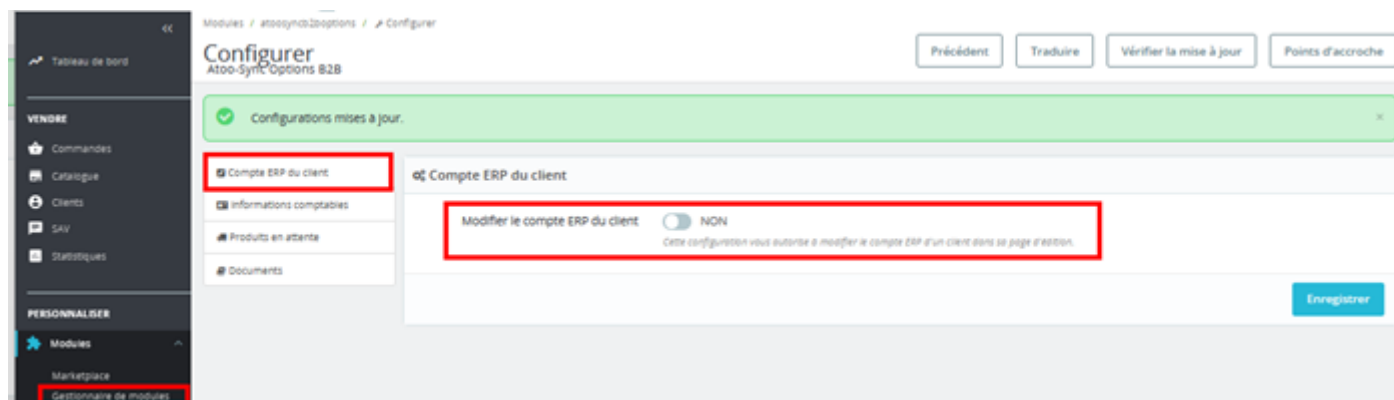 Modules / atoosyncb2boptions / Configurer
Configurer
Atoo-Sync Options B2B
Précédent
Traduire
Vérifier la mise à jour
Points d'accroche
Tableau de bord
VENDRE
Commandes
Catalogue
Clients
SAV
Statistiques
PERSONNALISER
Modules
Marketplace
Gestionnaire de modules
Configurations mises à jour.
Compte ERP du client
Informations comptables
Produits en attente
Documents
Compte ERP du client
Modifier le compte ERP du client NON
Cette configuration vous autorise à modifier le compte ERP d'un client dans sa page d'édition.
Enregistrer